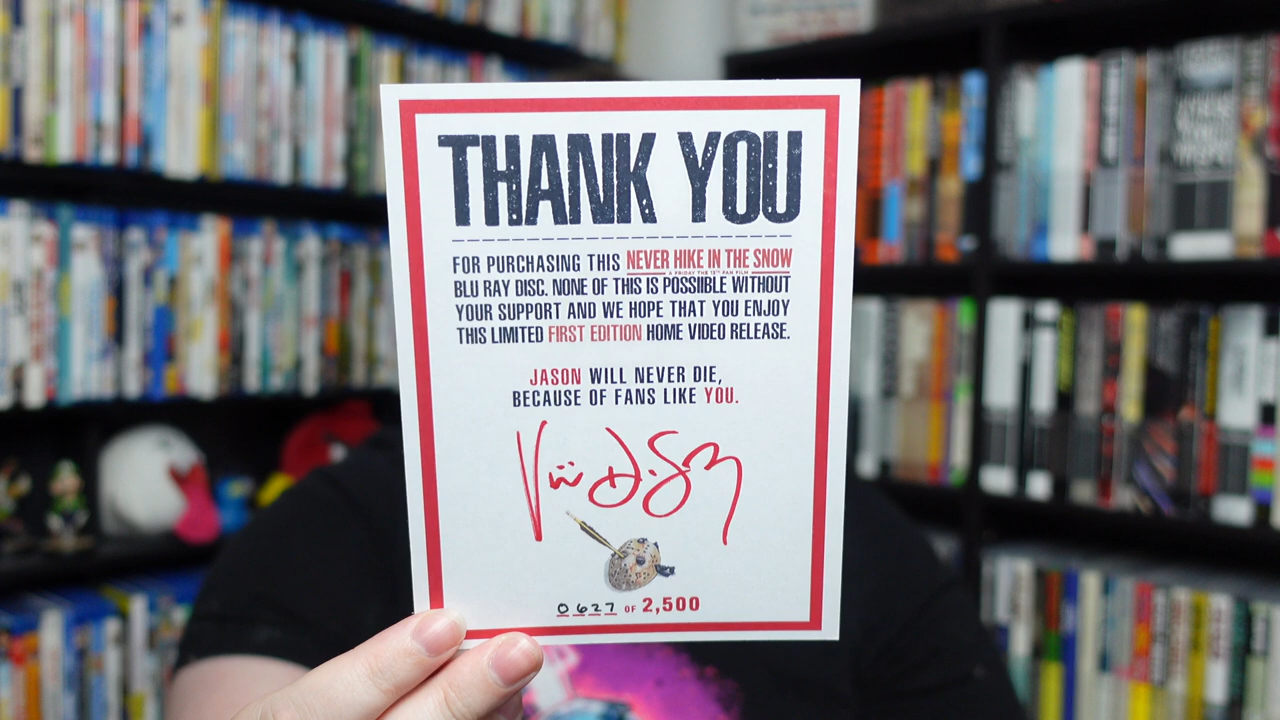 THANK YOU
FOR PURCHASING THIS NEVER HIKE IN THE SNOW
A FRIDAY THE 13TH FAN FILM
BLU RAY DISC. NONE OF THIS IS POSSIIBLE WITHOUT
YOUR SUPPORT AND WE HOPE THAT YOU ENJOY
THIS LIMITED FIRST EDITION HOME VIDEO RELEASE.
JASON WILL NEVER DIE,
BECAUSE OF FANS LIKE YOU.
0627 OF 2,500